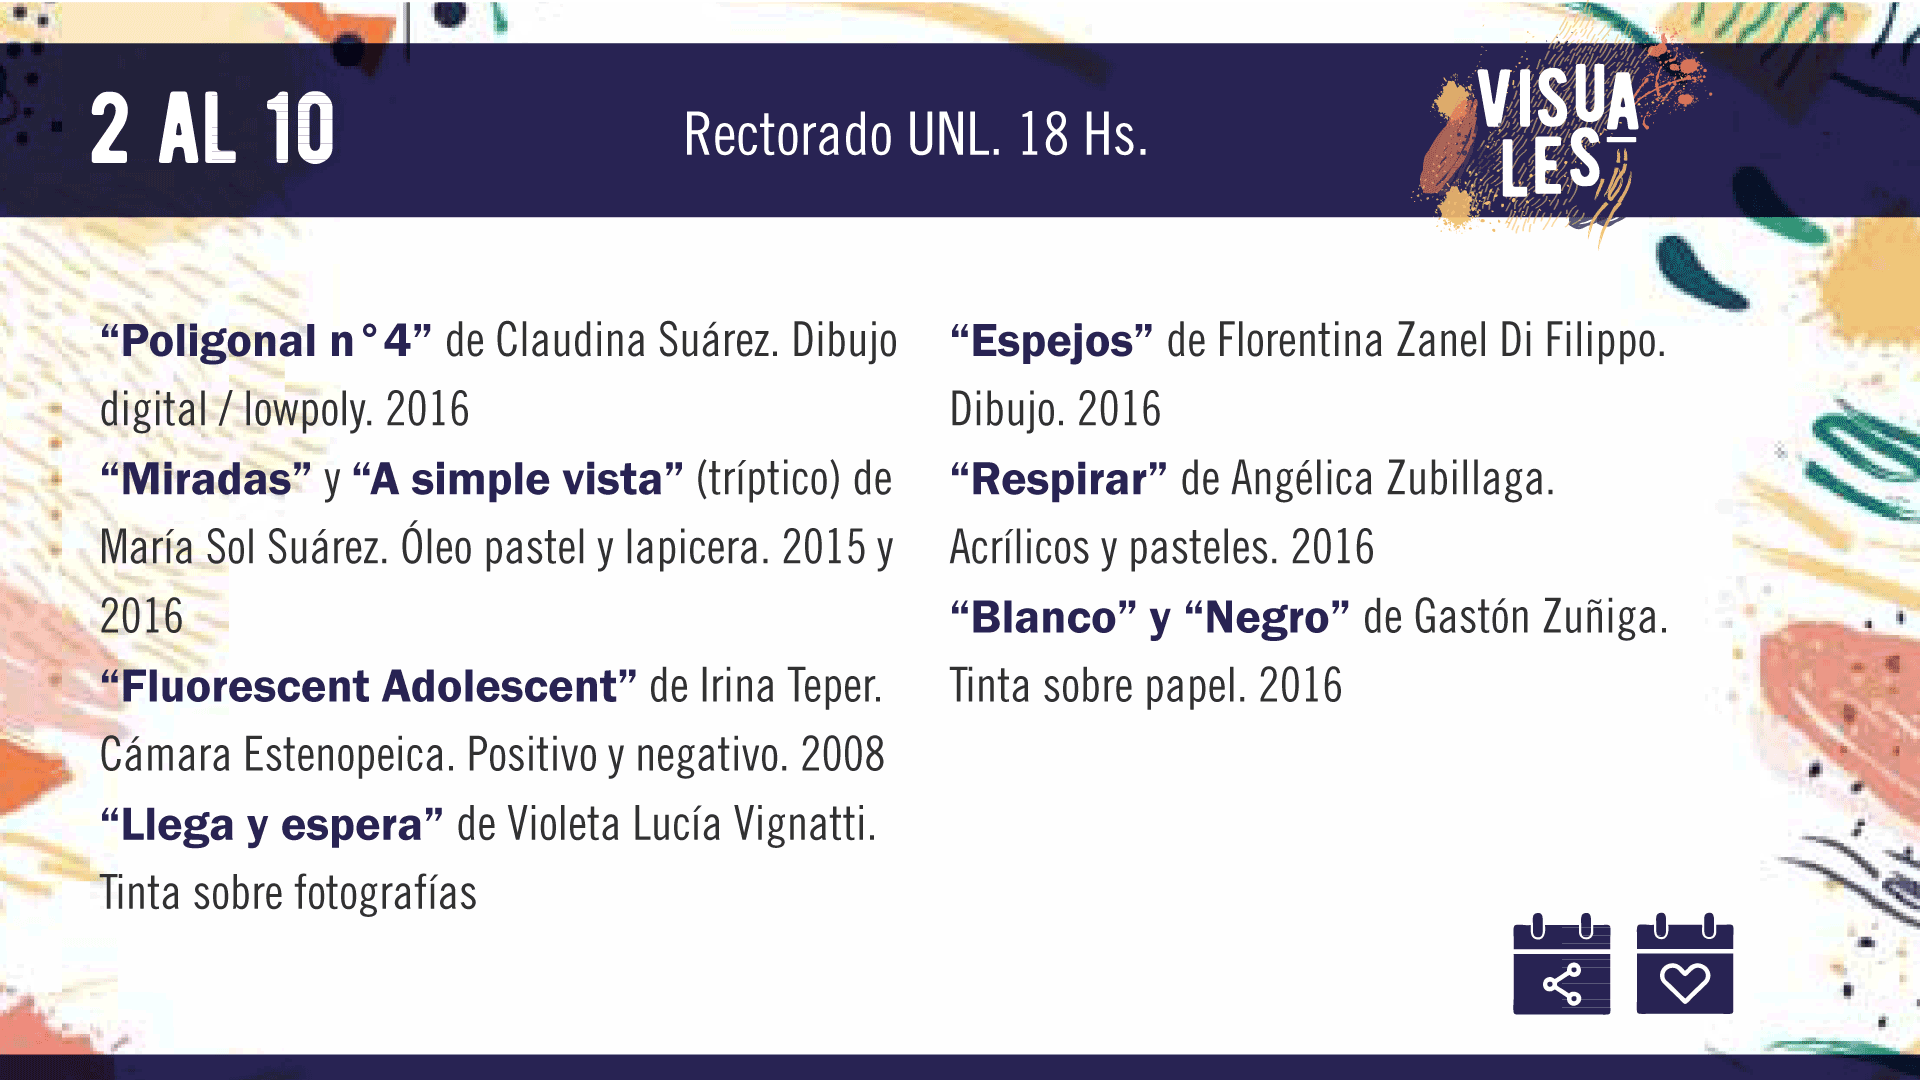 2 AL 10
Rectorado UNL. 18 Hs.
VISUA
LES
“Poligonal n°4” de Claudina Suárez. Dibujo
digital / lowpoly. 2016
“Miradas” y “A simple vista” (tríptico) de
María Sol Suárez. Óleo pastel y lapicera. 2015 y
2016
“Fluorescent Adolescent” de Irina Teper.
Cámara Estenopeica. Positivo y negativo. 2008
“Llega y espera” de Violeta Lucía Vignatti.
Tinta sobre fotografías
“Espejos” de Florentina Zanel Di Filippo.
Dibujo. 2016
“Respirar” de Angélica Zubillaga.
Acrílicos y pasteles. 2016
“Blanco” y “Negro” de Gastón Zuñiga.
Tinta sobre papel. 2016